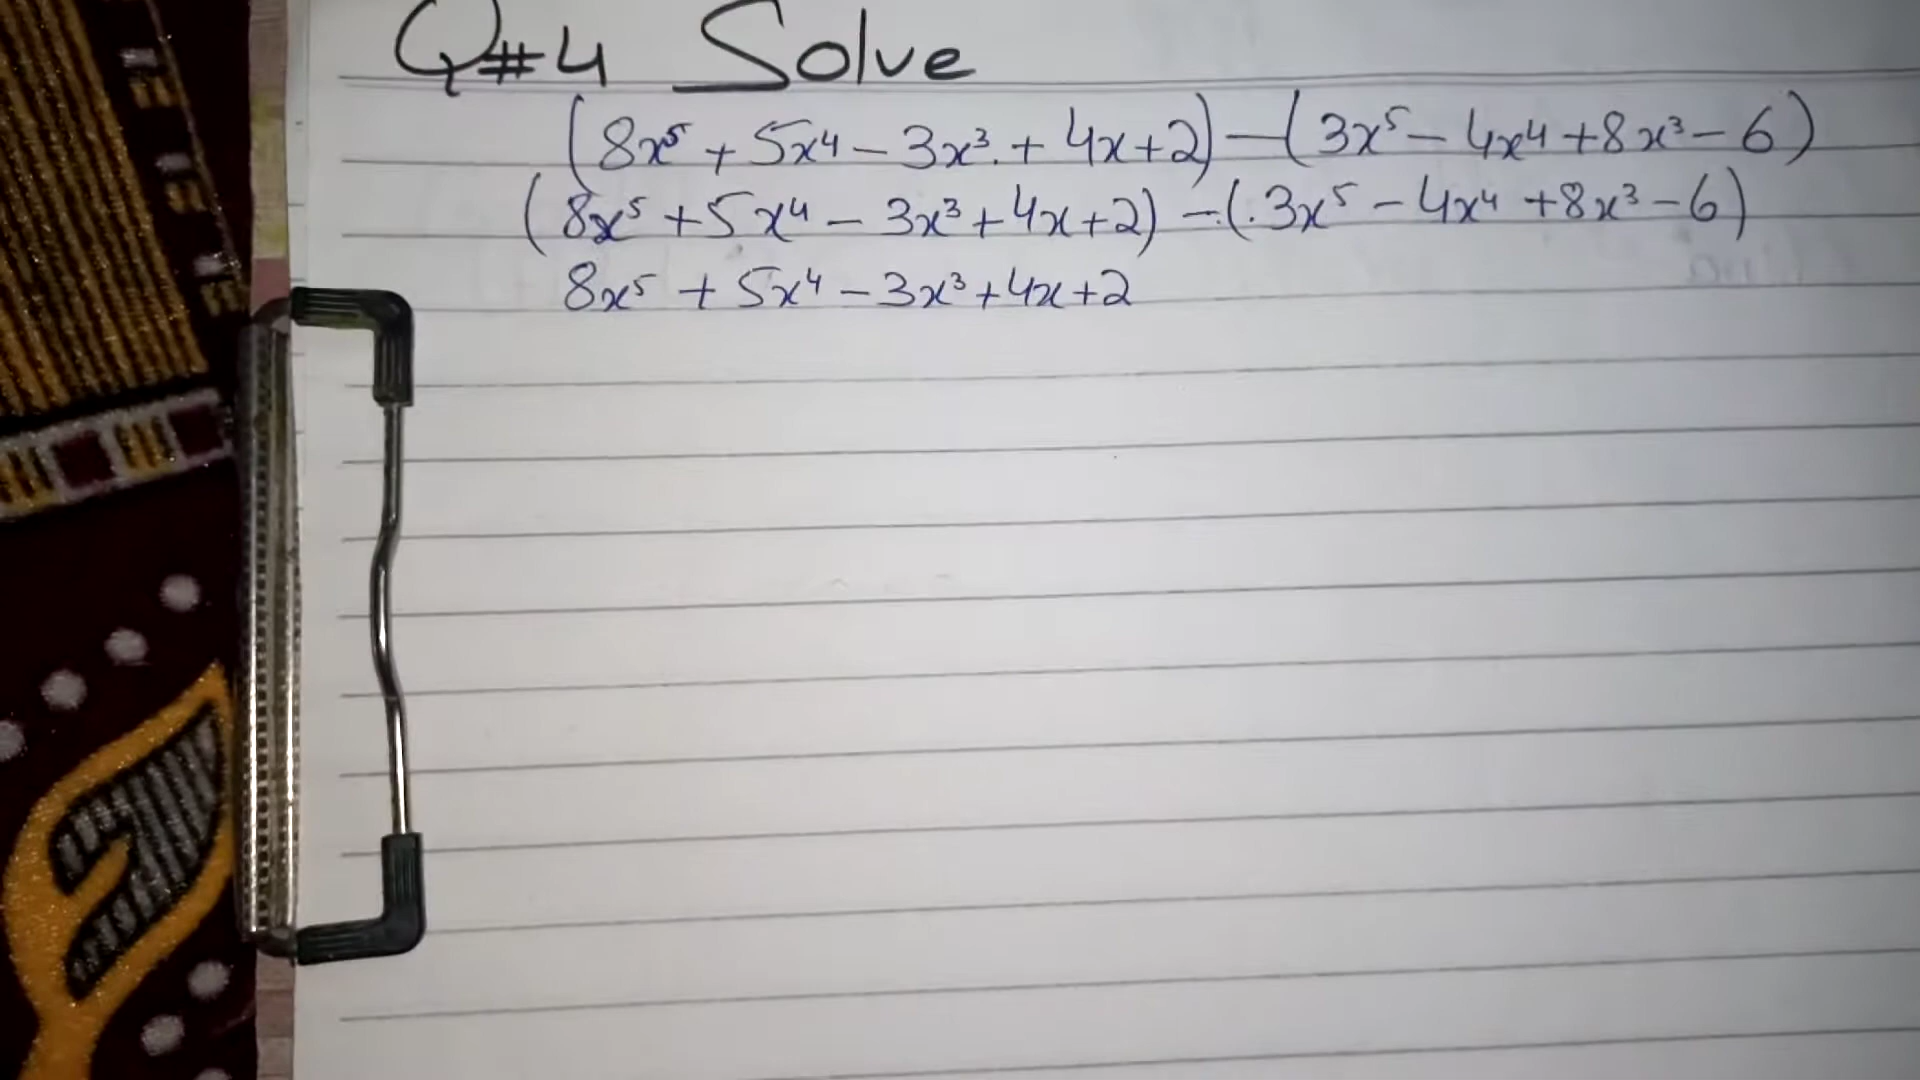 Q#4 Solve
(8x⁵ + 5x⁴ - 3x³ + 4x + 2) - (3x⁵ - 4x⁴ + 8x³ - 6)
(8x⁵ + 5x⁴ - 3x³ + 4x + 2) - (3x⁵ - 4x⁴ + 8x³ - 6)
8x⁵ + 5x⁴ - 3x³ + 4x + 2